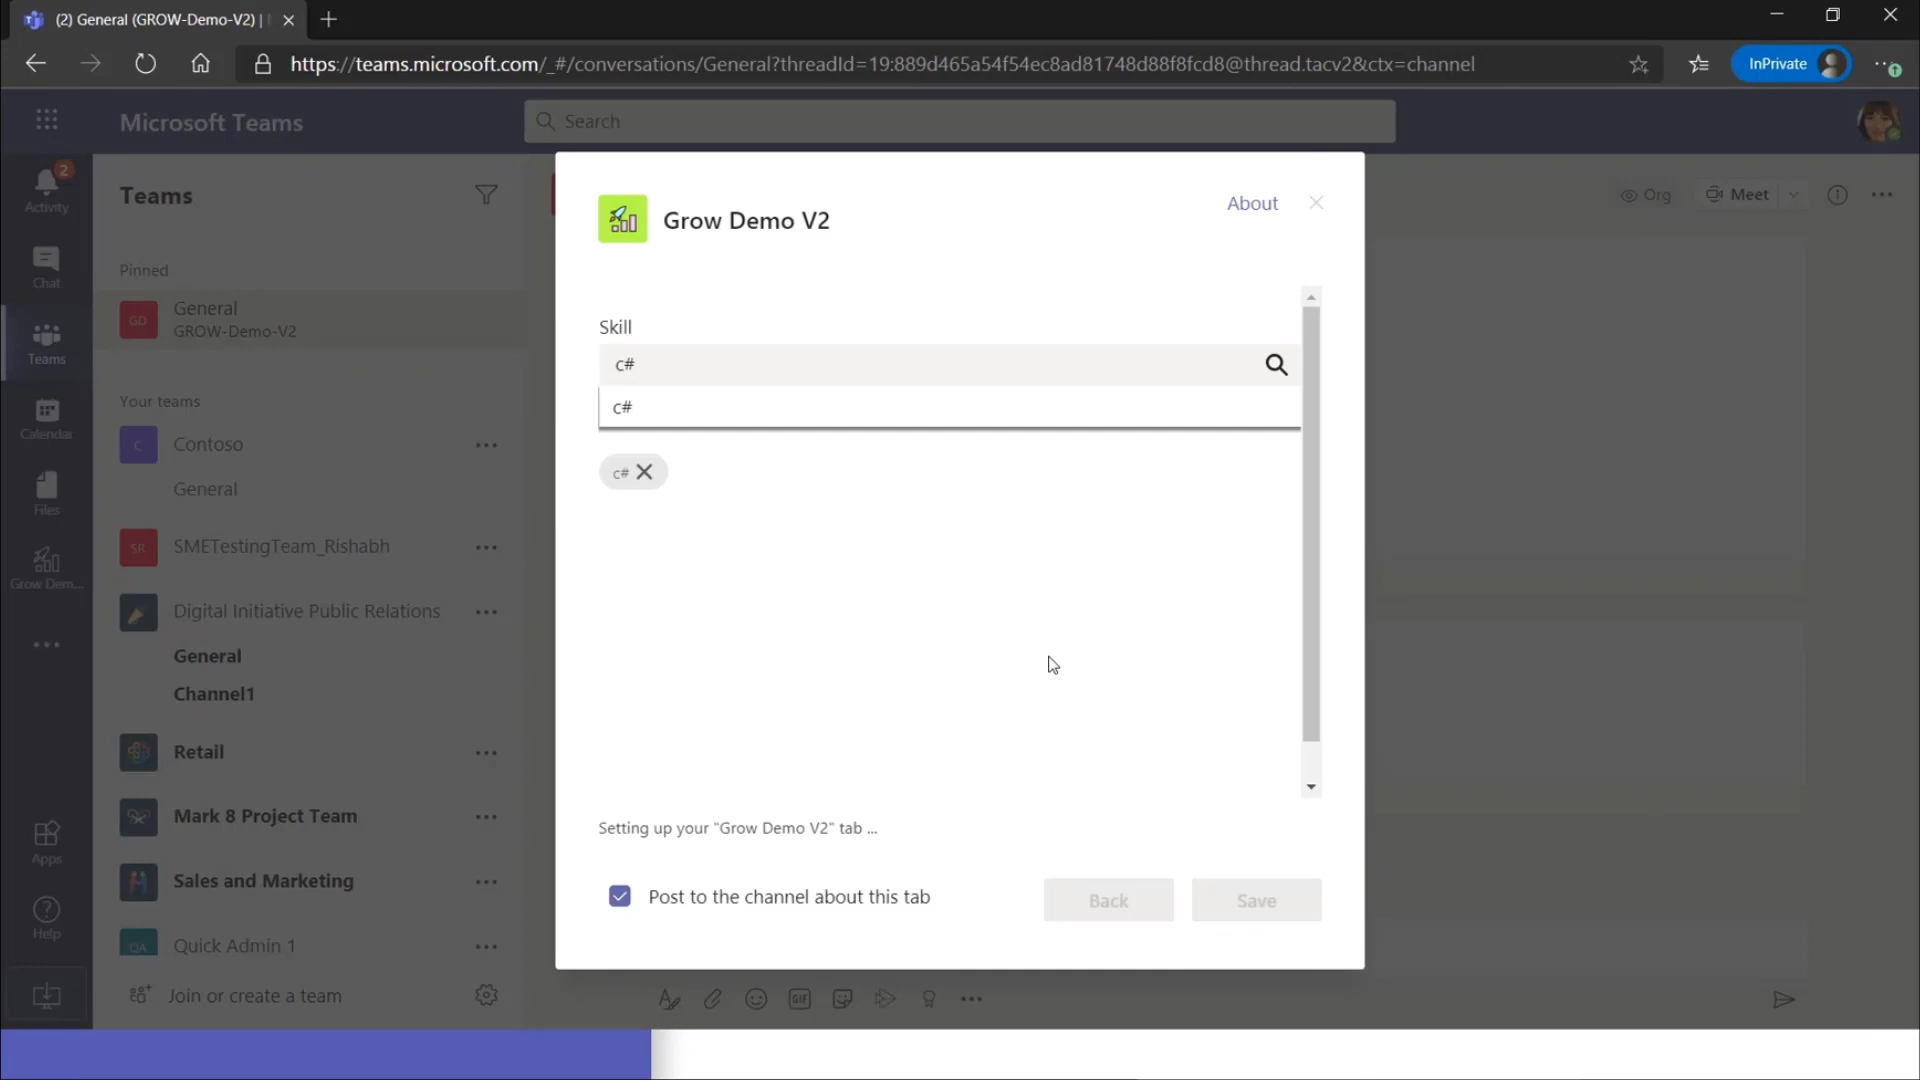 (2) General (GROW-Demo-V2) |
https://teams.microsoft.com/_#/conversations/General?threadId=19:889d465a54f54ec8ad81748d88f8fcd8@thread.tacv2&ctx=channel
InPrivate
Microsoft Teams
Search
2
Activity
Chat
Teams
Calendar
Files
Grow Dem...
Apps
Help
Teams
Pinned
GD
General
GROW-Demo-V2
Your teams
C
Contoso
General
SR
SMETestingTeam_Rishabh
Digital Initiative Public Relations
General
Channel1
Retail
Mark 8 Project Team
Sales and Marketing
QA
Quick Admin 1
Join or create a team
Org
Meet
Grow Demo V2
About
Skill
c#
c#
c#
Setting up your "Grow Demo V2" tab ...
Post to the channel about this tab
Back
Save
GIF